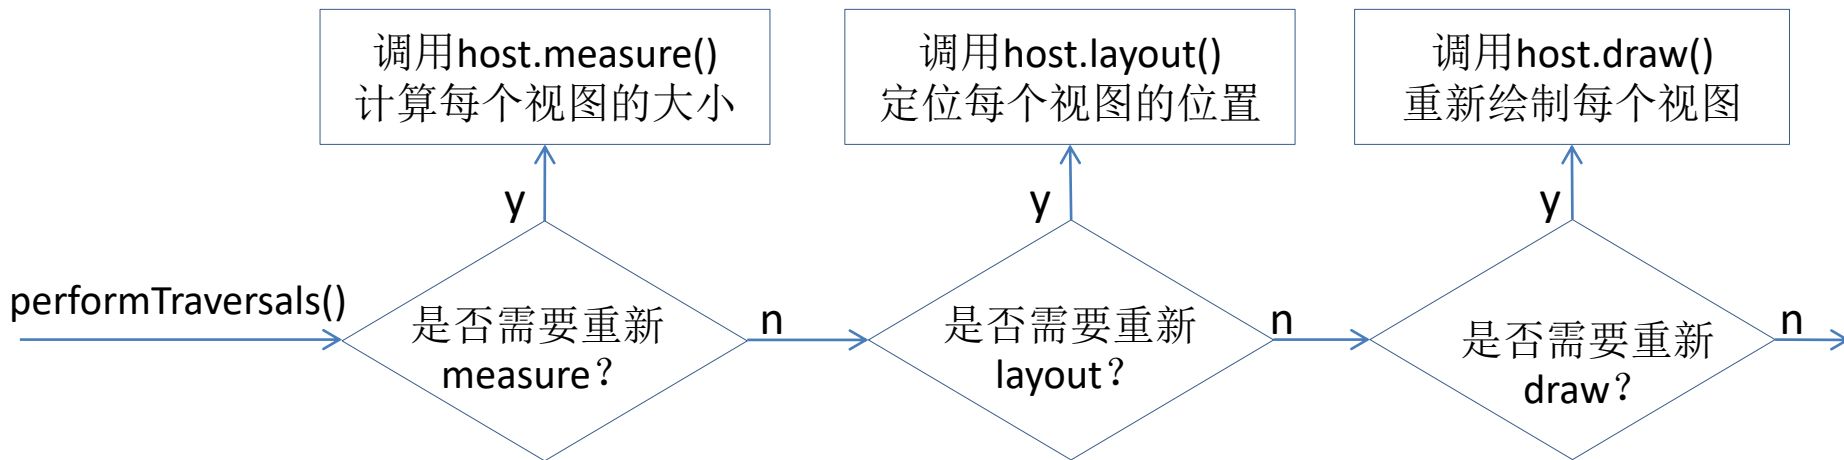 调用host.measure()
计算每个视图的大小
调用host.layout()
定位每个视图的位置
调用host.draw()
重新绘制每个视图
y
y
y
performTraversals()
是否需要重新
measure？
n
是否需要重新
layout？
n
是否需要重新
draw？
n